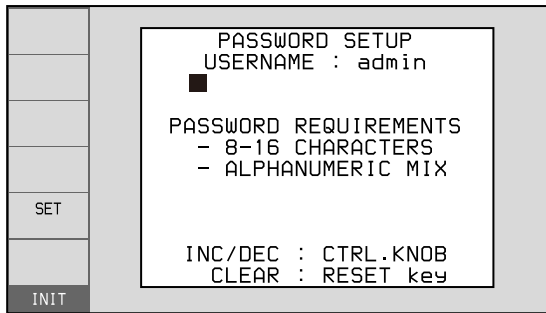 PASSWORD SETUP
USERNAME : admin
PASSWORD REQUIREMENTS
- 8-16 CHARACTERS
- ALPHANUMERIC MIX
SET
INC/DEC : CTRL.KNOB
CLEAR : RESET key
INIT